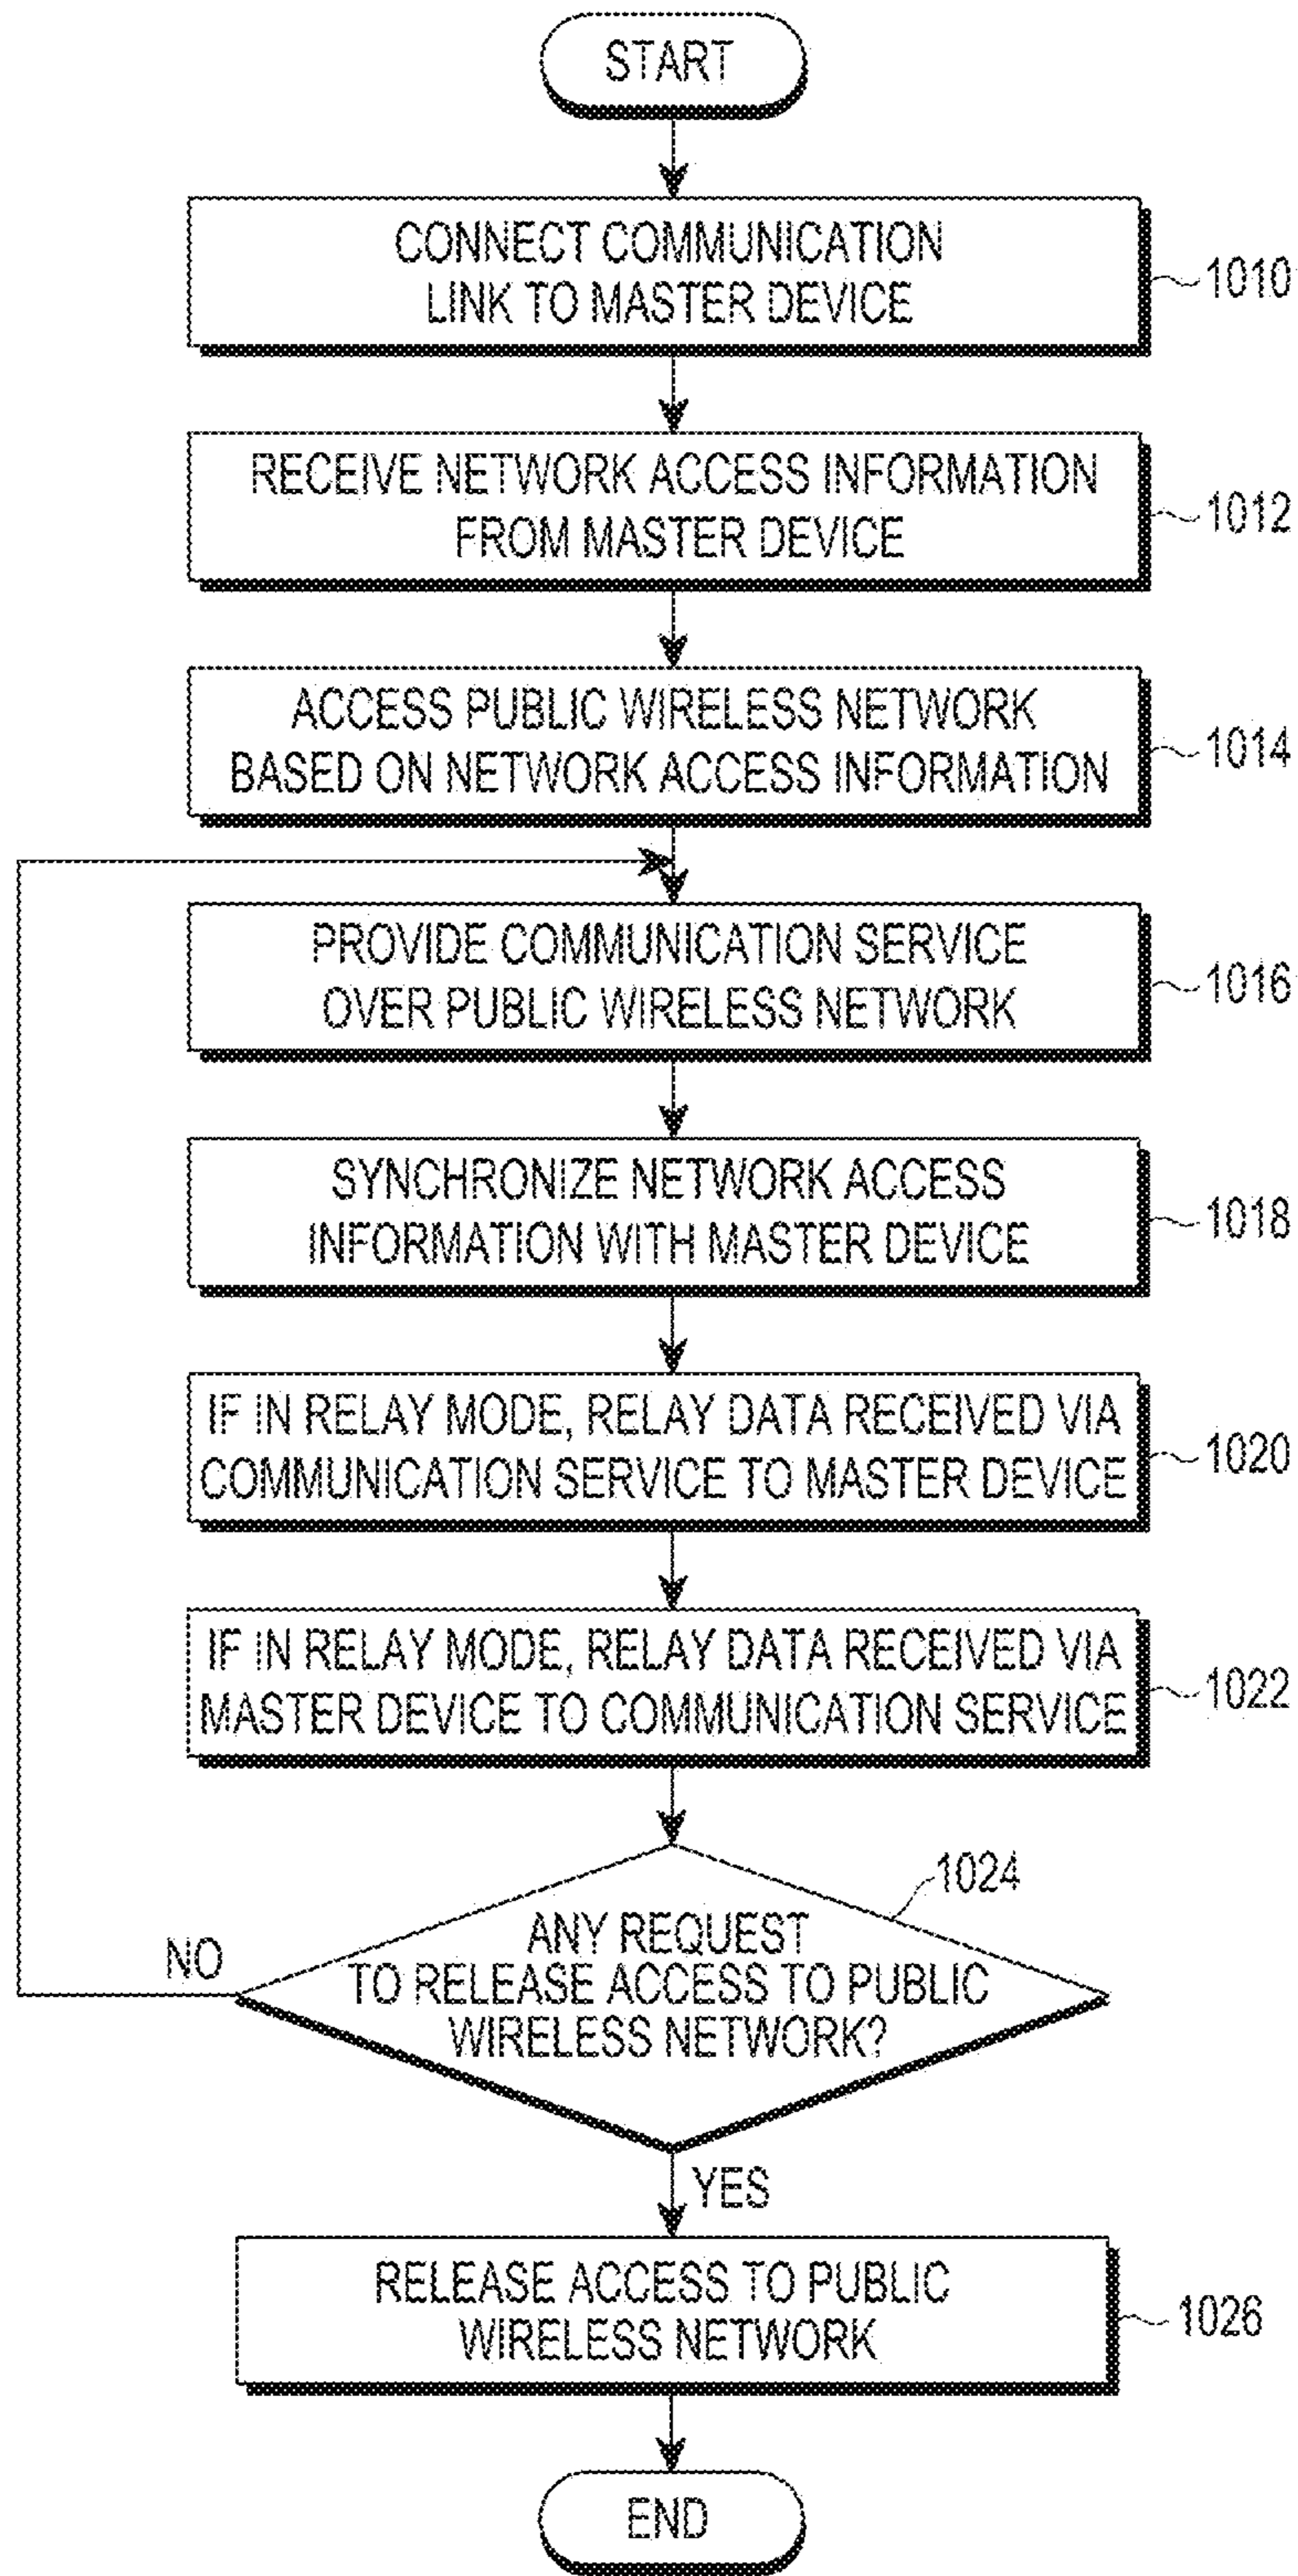 START
CONNECT COMMUNICATION
LINK TO MASTER DEVICE
1010
RECEIVE NETWORK ACCESS INFORMATION
FROM MASTER DEVICE
1012
ACCESS PUBLIC WIRELESS NETWORK
BASED ON NETWORK ACCESS INFORMATION
1014
PROVIDE COMMUNICATION SERVICE
OVER PUBLIC WIRELESS NETWORK
1016
SYNCHRONIZE NETWORK ACCESS
INFORMATION WITH MASTER DEVICE
1018
IF IN RELAY MODE, RELAY DATA RECEIVED VIA
COMMUNICATION SERVICE TO MASTER DEVICE
1020
IF IN RELAY MODE, RELAY DATA RECEIVED VIA
MASTER DEVICE TO COMMUNICATION SERVICE
1022
1024
ANY REQUEST
TO RELEASE ACCESS TO PUBLIC
WIRELESS NETWORK?
NO
YES
RELEASE ACCESS TO PUBLIC
WIRELESS NETWORK
1026
END